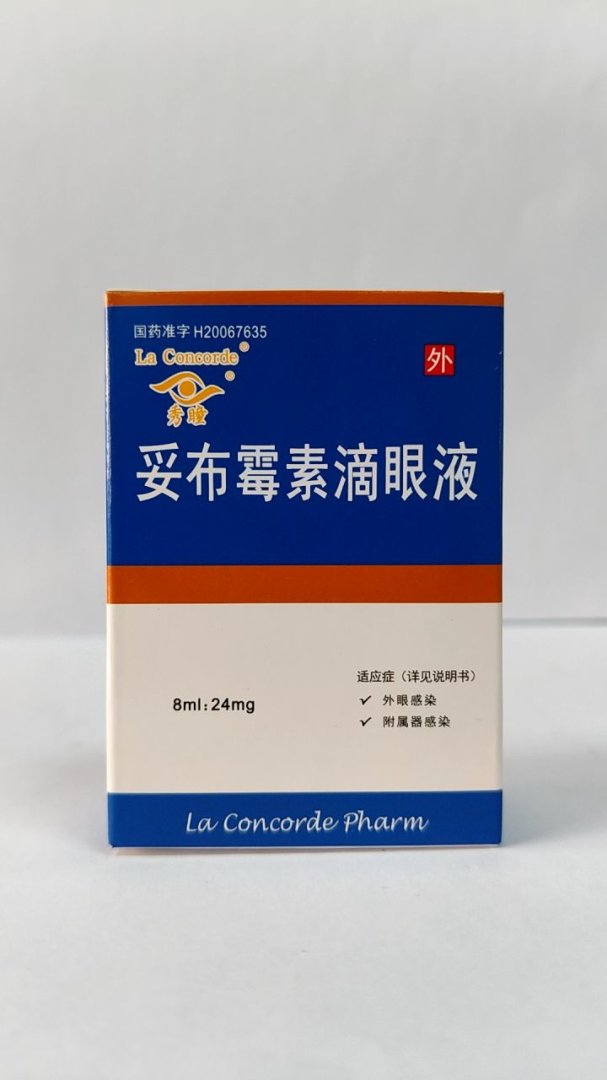 国药准字 H20067635
La Concorde®
®
秀瞳
外
妥布霉素滴眼液
适应症（详见说明书）
8ml:24mg
✓ 外眼感染
✓ 附属器感染
La Concorde Pharm